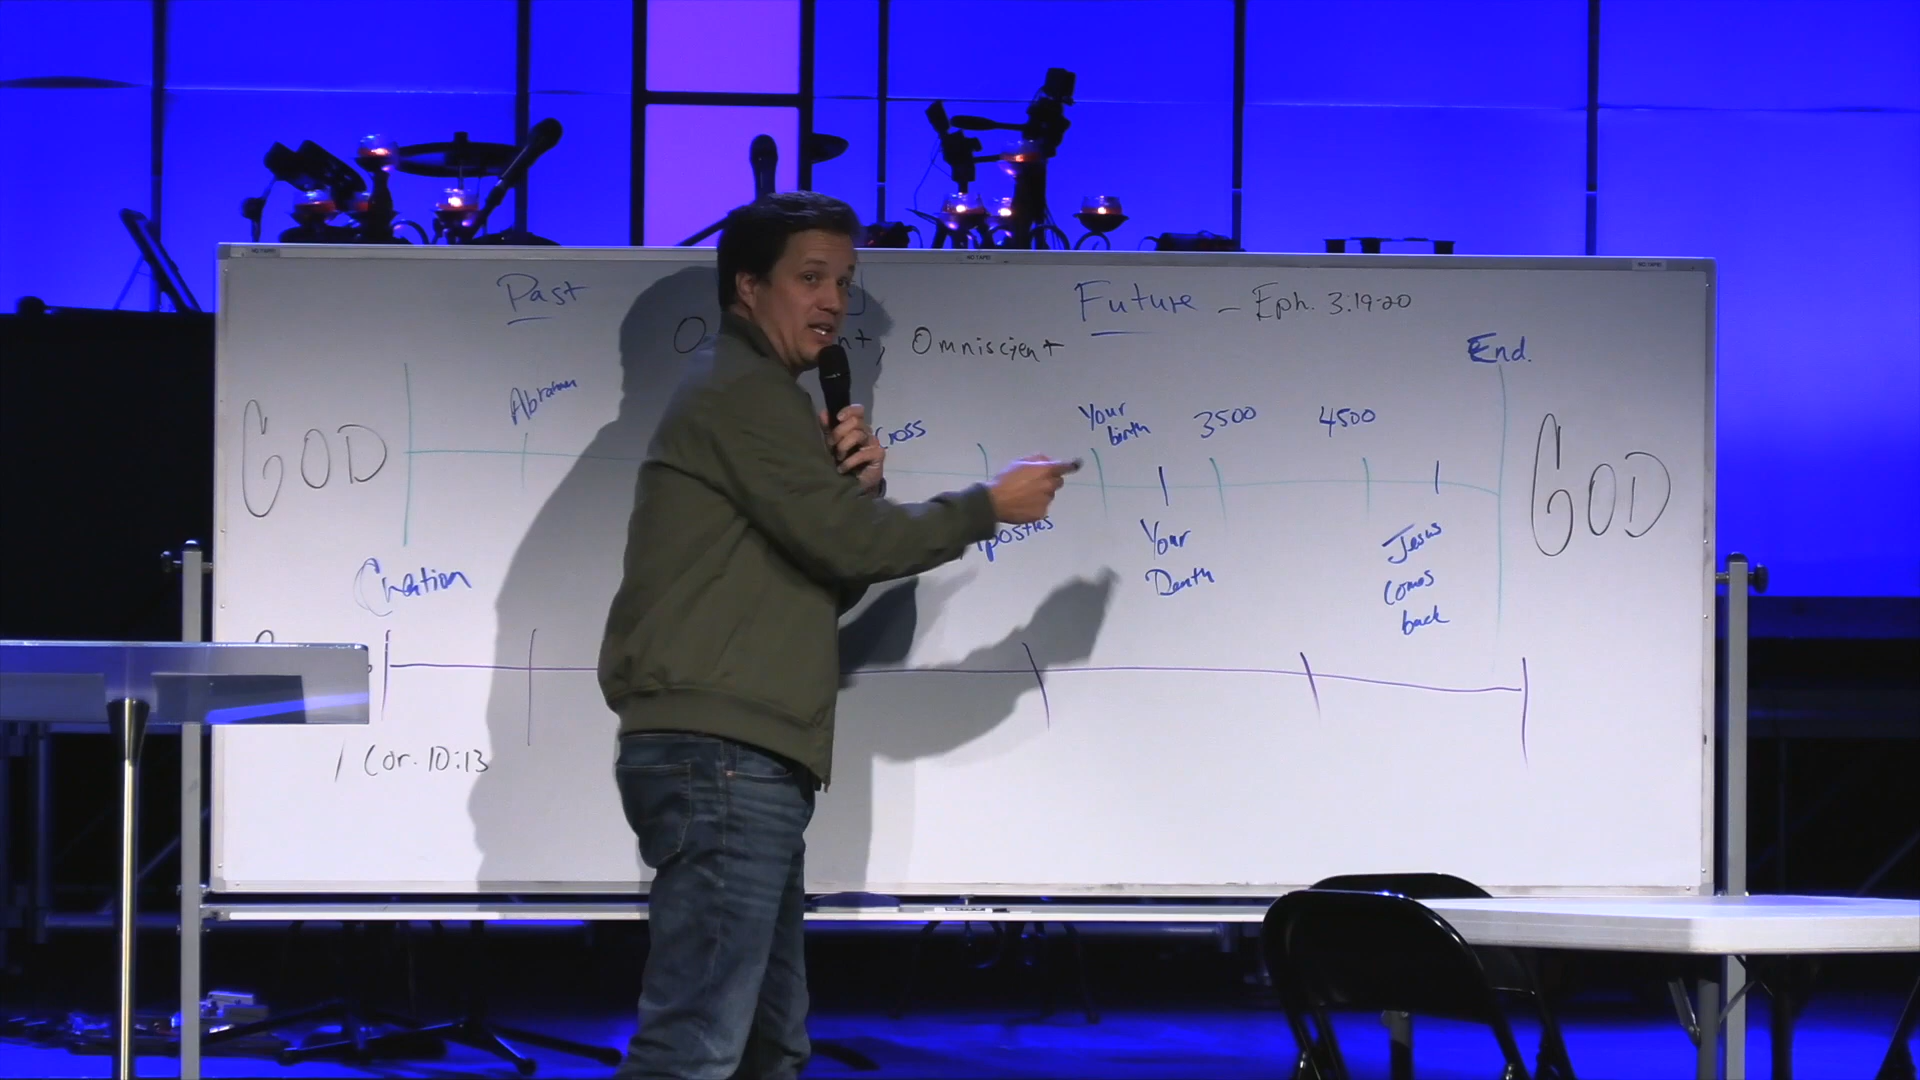 Past
Future - Eph. 3:19-20
Omniscient
End.
Abraham
Your
birth
3500
4500
GOD
GOD
Your
Death
Jesus
Comes
back
Creation
1 Cor. 10:13